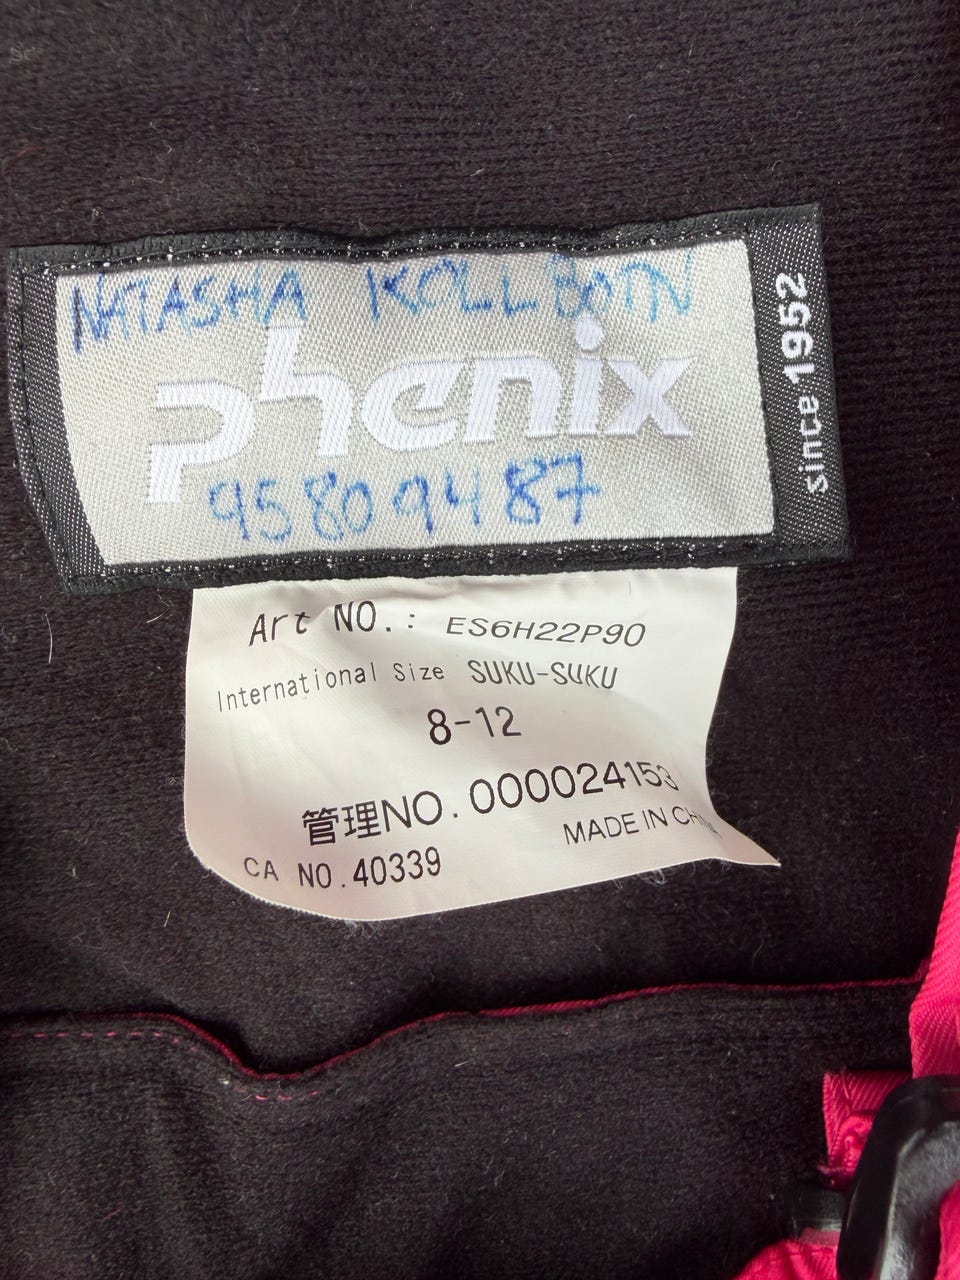 NATASHA KOLLBOTN
phenix
since 1952
95809487
Art NO.: ES6H22P90
International Size SUKU-SUKU
8-12
管理NO.000024153
MADE IN CHINA
CA NO.40339